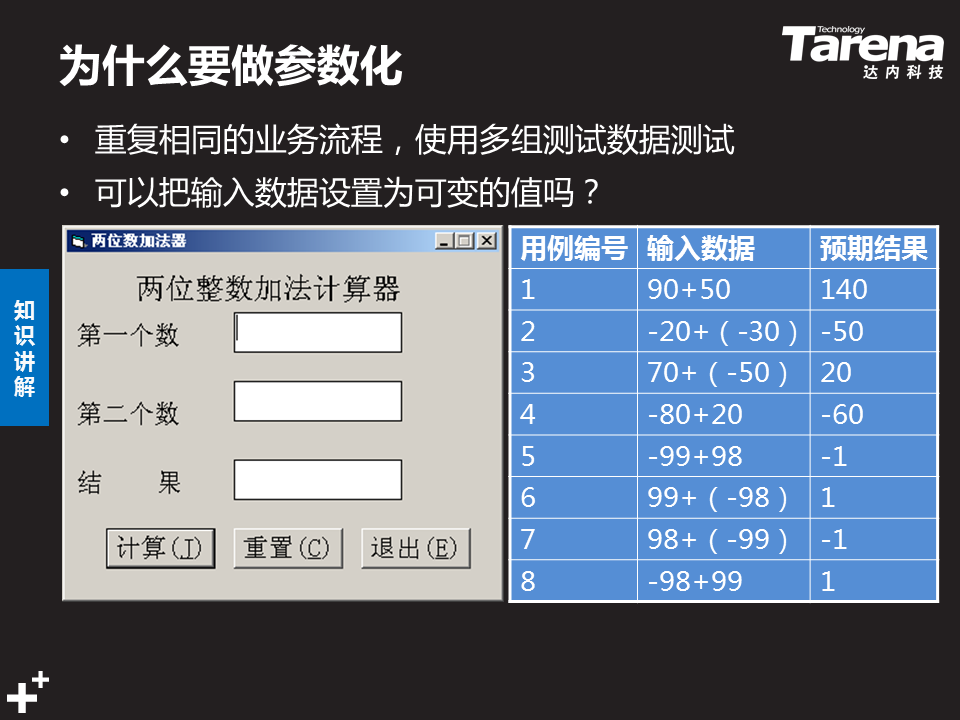 为什么要做参数化
Technology
Tarena
达内科技
• 重复相同的业务流程，使用多组测试数据测试
• 可以把输入数据设置为可变的值吗？
知识讲解
两位数加法器
两位整数加法计算器
第一个数
第二个数
结 果
计算(J) 重置(C) 退出(E)
用例编号 输入数据 预期结果
1 90+50 140
2 -20+（-30） -50
3 70+（-50） 20
4 -80+20 -60
5 -99+98 -1
6 99+（-98） 1
7 98+（-99） -1
8 -98+99 1